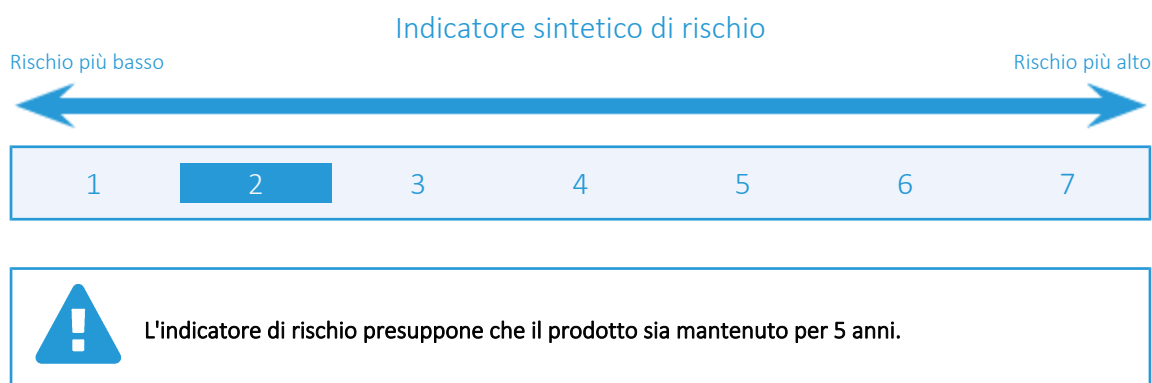 Indicatore sintetico di rischio
Rischio più basso Rischio più alto
1 2 3 4 5 6 7
L'indicatore di rischio presuppone che il prodotto sia mantenuto per 5 anni.